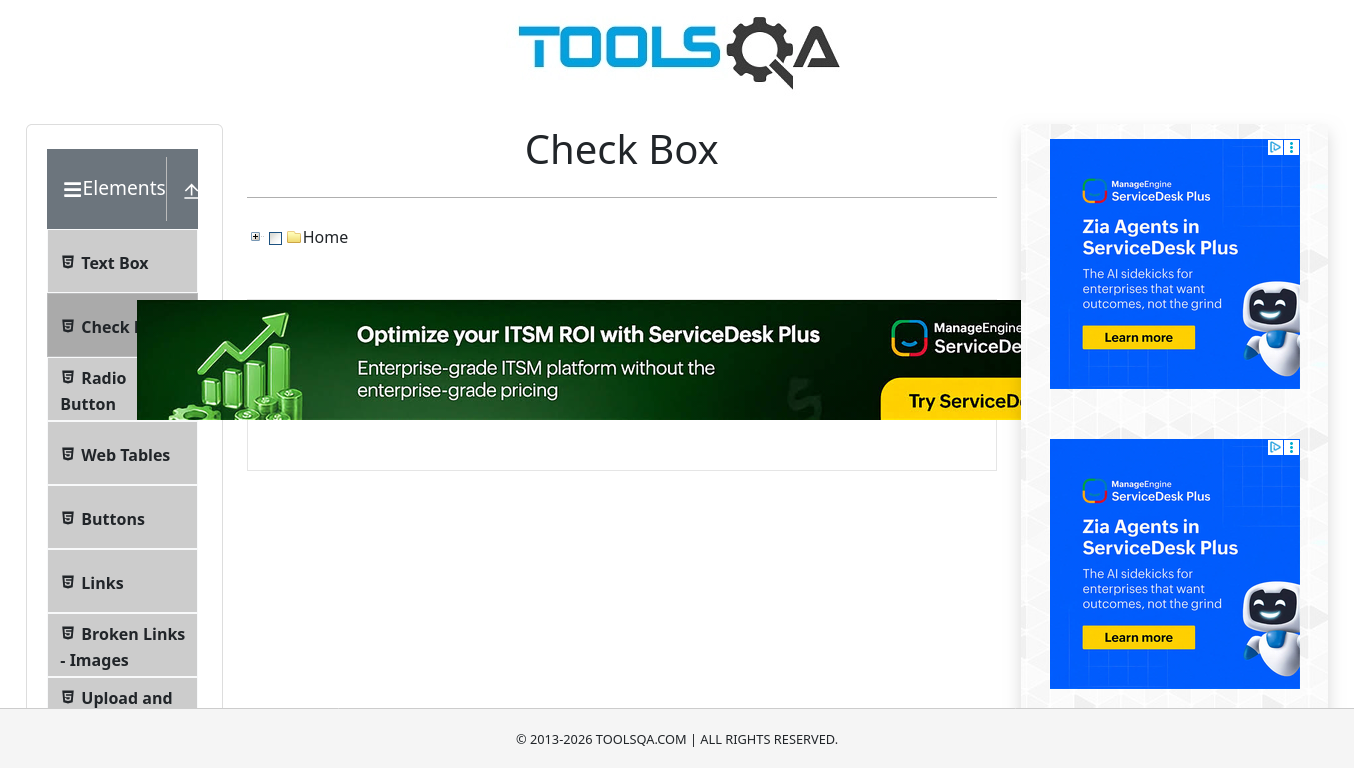 TOOLSQA
Check Box
Elements
Text Box
Check
Radio
Button
Web Tables
Buttons
Links
Broken Links
- Images
Upload and
Home
Optimize your ITSM ROI with ServiceDesk Plus
Enterprise-grade ITSM platform without the
enterprise-grade pricing
ManageEngine
ServiceDe
Try ServiceD
ManageEngine
ServiceDesk Plus
Zia Agents in
ServiceDesk Plus
The AI sidekicks for
enterprises that want
outcomes, not the grind
Learn more
ManageEngine
ServiceDesk Plus
Zia Agents in
ServiceDesk Plus
The AI sidekicks for
enterprises that want
outcomes, not the grind
Learn more
© 2013-2026 TOOLSQA.COM | ALL RIGHTS RESERVED.